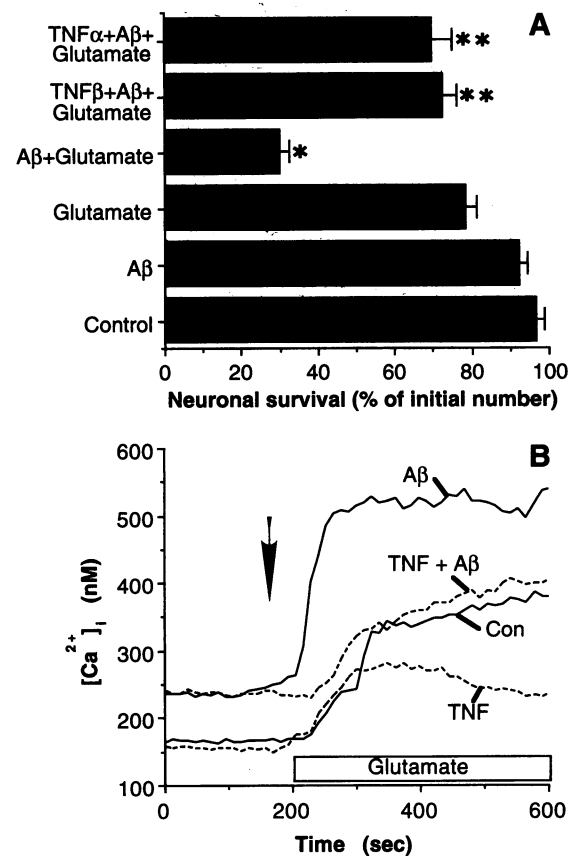 A
TNFα+Aβ+
Glutamate
**
TNFβ+Aβ+
Glutamate
**
Aβ+Glutamate
*
Glutamate
Aβ
Control
0 20 40 60 80 100
Neuronal survival (% of initial number)
B
600
500
400
300
200
100
[Ca2+]i (nM)
Aβ
TNF + Aβ
Con
TNF
Glutamate
0 200 400 600
Time (sec)